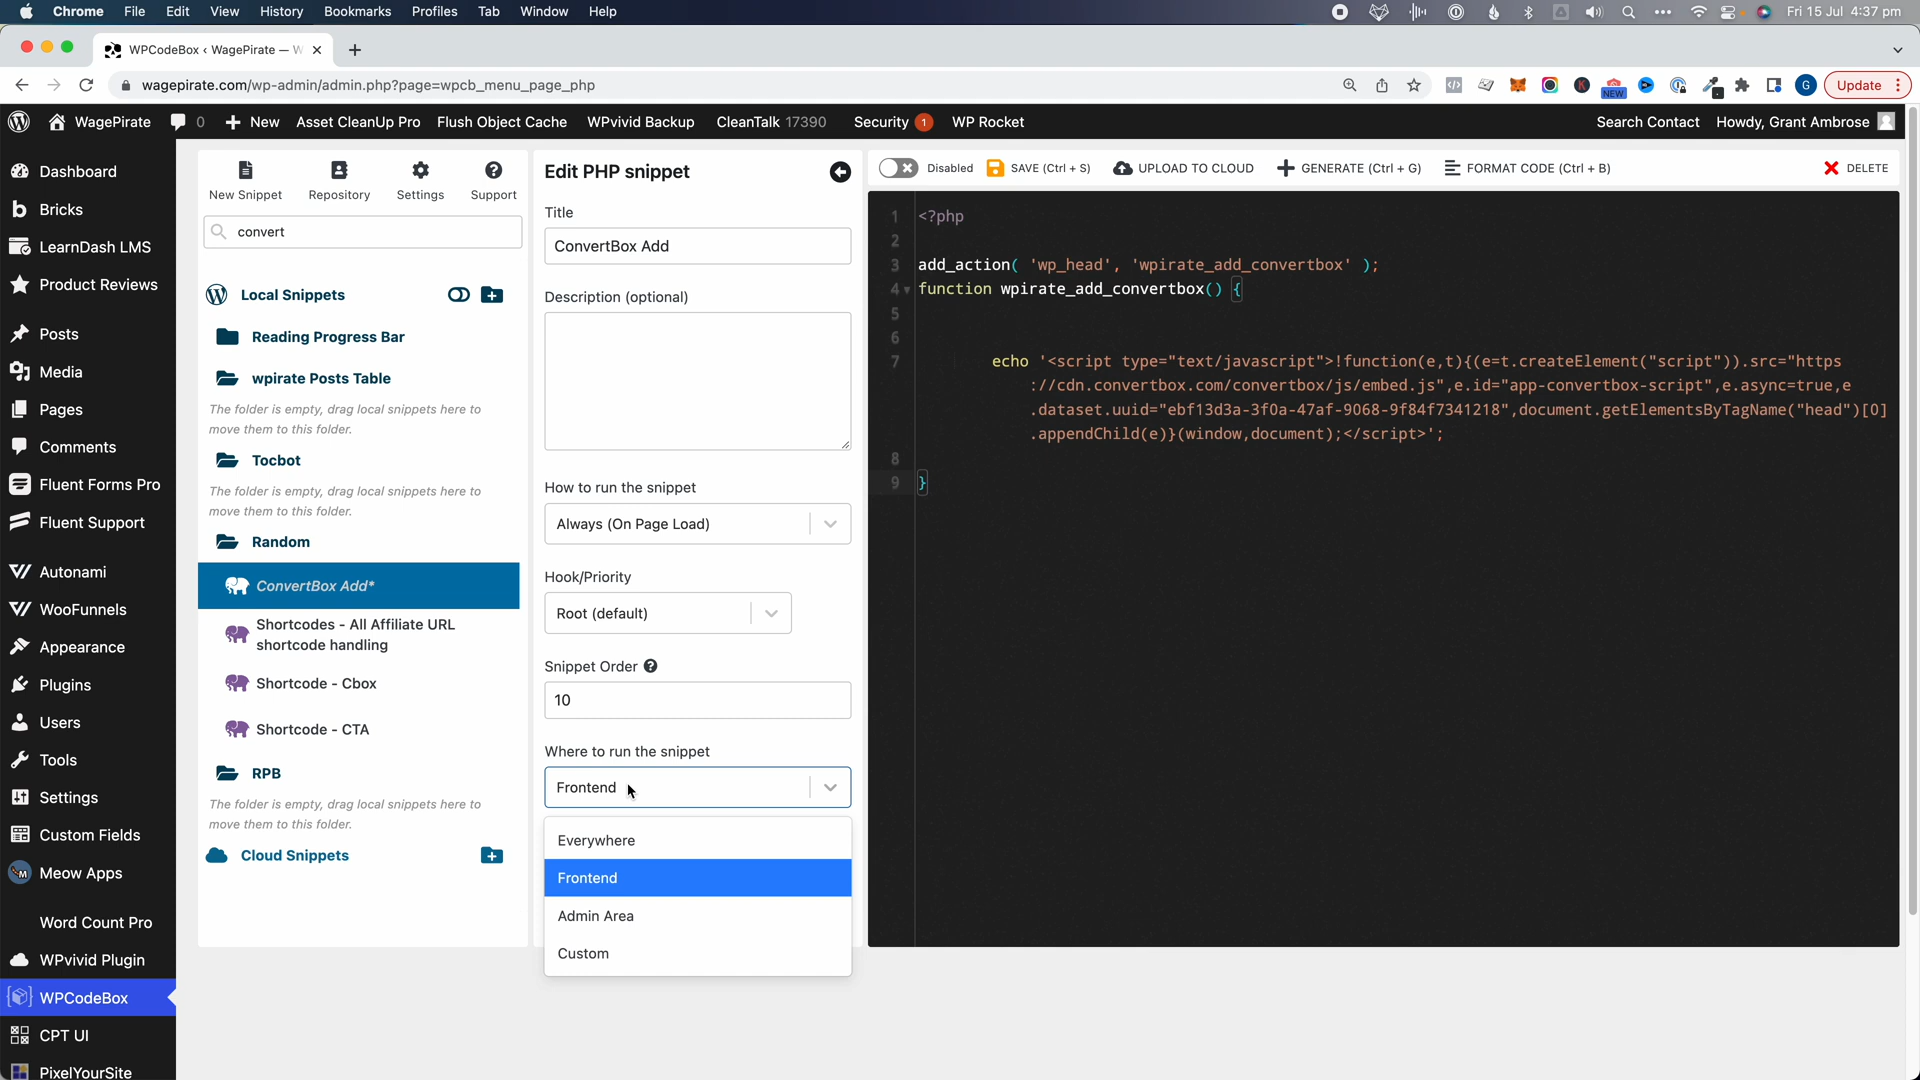 Chrome File Edit View History Bookmarks Profiles Tab Window Help
Fri 15 Jul 4:37 pm
WPCodeBox ‹ WagePirate — W
wagepirate.com/wp-admin/admin.php?page=wpcb_menu_page_php
NEW
G
Update
WagePirate 0 New Asset CleanUp Pro Flush Object Cache WPvivid Backup CleanTalk 17390 Security 1 WP Rocket
Search Contact Howdy, Grant Ambrose
Dashboard
Bricks
LearnDash LMS
Product Reviews
Posts
Media
Pages
Comments
Fluent Forms Pro
Fluent Support
Autonami
WooFunnels
Appearance
Plugins
Users
Tools
Settings
Custom Fields
Meow Apps
Word Count Pro
WPvivid Plugin
WPCodeBox
CPT UI
PixelYourSite
New Snippet Repository Settings Support
convert
Local Snippets
Reading Progress Bar
wpirate Posts Table
The folder is empty, drag local snippets here to
move them to this folder.
Tocbot
The folder is empty, drag local snippets here to
move them to this folder.
Random
ConvertBox Add*
Shortcodes - All Affiliate URL
shortcode handling
Shortcode - Cbox
Shortcode - CTA
RPB
The folder is empty, drag local snippets here to
move them to this folder.
Cloud Snippets
Edit PHP snippet
Title
ConvertBox Add
Description (optional)
How to run the snippet
Always (On Page Load)
Hook/Priority
Root (default)
Snippet Order
10
Where to run the snippet
Frontend
Everywhere
Frontend
Admin Area
Custom
Disabled SAVE (Ctrl + S) UPLOAD TO CLOUD GENERATE (Ctrl + G) FORMAT CODE (Ctrl + B) DELETE
1 <?php
2
3 add_action( 'wp_head', 'wpirate_add_convertbox' );
4 function wpirate_add_convertbox() {
5
6
7 echo '<script type="text/javascript">!function(e,t){(e=t.createElement("script")).src="https
://cdn.convertbox.com/convertbox/js/embed.js",e.id="app-convertbox-script",e.async=true,e
.dataset.uuid="ebf13d3a-3f0a-47af-9068-9f84f7341218",document.getElementsByTagName("head")[0]
.appendChild(e)}(window,document);</script>';
8
9 }